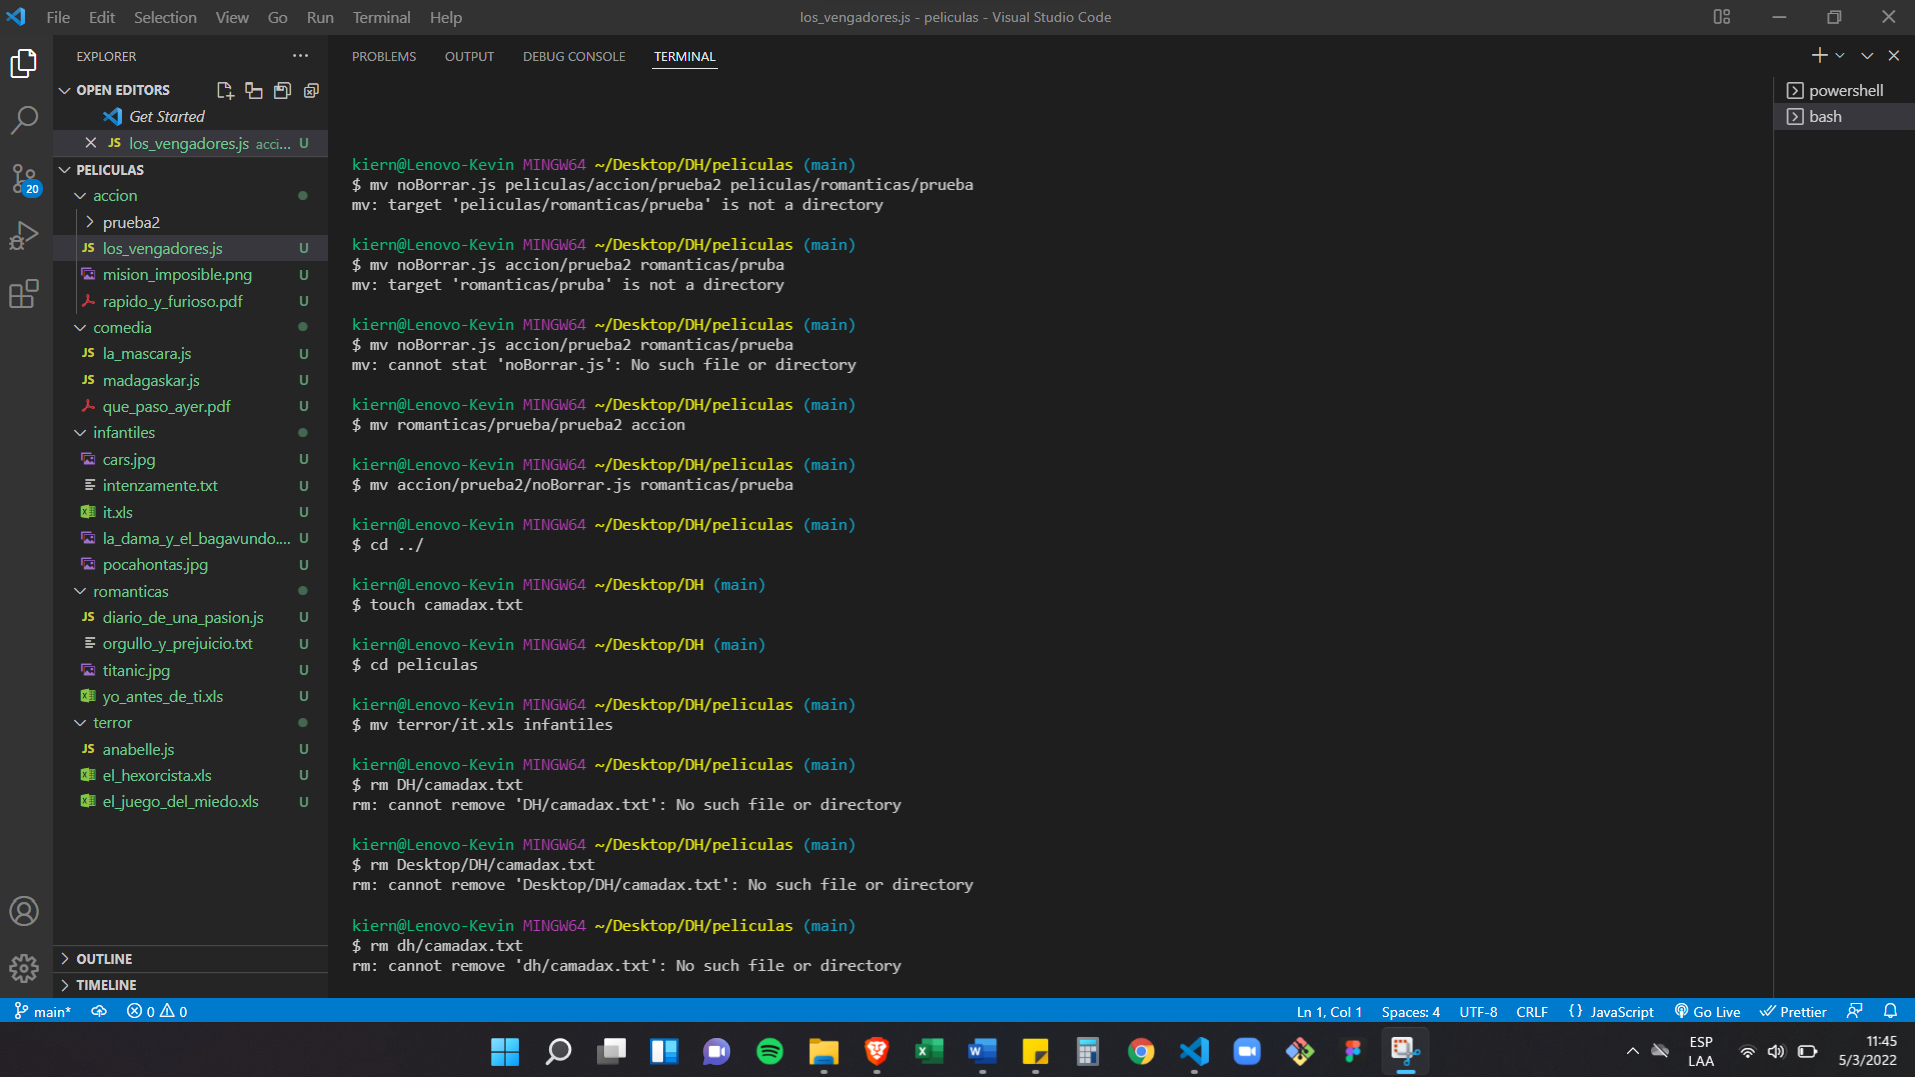 File Edit Selection View Go Run Terminal Help
los_vengadores.js - peliculas - Visual Studio Code
EXPLORER
OPEN EDITORS
Get Started
JS los_vengadores.js acci... U
PELICULAS
accion
prueba2
JS los_vengadores.js U
mision_imposible.png U
rapido_y_furioso.pdf U
comedia
JS la_mascara.js U
JS madagaskar.js U
que_paso_ayer.pdf U
infantiles
cars.jpg U
intenzamente.txt U
it.xls U
la_dama_y_el_bagavundo.... U
pocahontas.jpg U
romanticas
JS diario_de_una_pasion.js U
orgullo_y_prejuicio.txt U
titanic.jpg U
yo_antes_de_ti.xls U
terror
JS anabelle.js U
el_hexorcista.xls U
el_juego_del_miedo.xls U
OUTLINE
TIMELINE
20
PROBLEMS OUTPUT DEBUG CONSOLE TERMINAL
kiern@Lenovo-Kevin MINGW64 ~/Desktop/DH/peliculas (main)
$ mv noBorrar.js peliculas/accion/prueba2 peliculas/romanticas/prueba
mv: target 'peliculas/romanticas/prueba' is not a directory
kiern@Lenovo-Kevin MINGW64 ~/Desktop/DH/peliculas (main)
$ mv noBorrar.js accion/prueba2 romanticas/pruba
mv: target 'romanticas/pruba' is not a directory
kiern@Lenovo-Kevin MINGW64 ~/Desktop/DH/peliculas (main)
$ mv noBorrar.js accion/prueba2 romanticas/prueba
mv: cannot stat 'noBorrar.js': No such file or directory
kiern@Lenovo-Kevin MINGW64 ~/Desktop/DH/peliculas (main)
$ mv romanticas/prueba/prueba2 accion
kiern@Lenovo-Kevin MINGW64 ~/Desktop/DH/peliculas (main)
$ mv accion/prueba2/noBorrar.js romanticas/prueba
kiern@Lenovo-Kevin MINGW64 ~/Desktop/DH/peliculas (main)
$ cd ../
kiern@Lenovo-Kevin MINGW64 ~/Desktop/DH (main)
$ touch camadax.txt
kiern@Lenovo-Kevin MINGW64 ~/Desktop/DH (main)
$ cd peliculas
kiern@Lenovo-Kevin MINGW64 ~/Desktop/DH/peliculas (main)
$ mv terror/it.xls infantiles
kiern@Lenovo-Kevin MINGW64 ~/Desktop/DH/peliculas (main)
$ rm DH/camadax.txt
rm: cannot remove 'DH/camadax.txt': No such file or directory
kiern@Lenovo-Kevin MINGW64 ~/Desktop/DH/peliculas (main)
$ rm Desktop/DH/camadax.txt
rm: cannot remove 'Desktop/DH/camadax.txt': No such file or directory
kiern@Lenovo-Kevin MINGW64 ~/Desktop/DH/peliculas (main)
$ rm dh/camadax.txt
rm: cannot remove 'dh/camadax.txt': No such file or directory
powershell
bash
main* 0 0
Ln 1, Col 1 Spaces: 4 UTF-8 CRLF {} JavaScript Go Live Prettier
ESP
LAA
11:45
5/3/2022